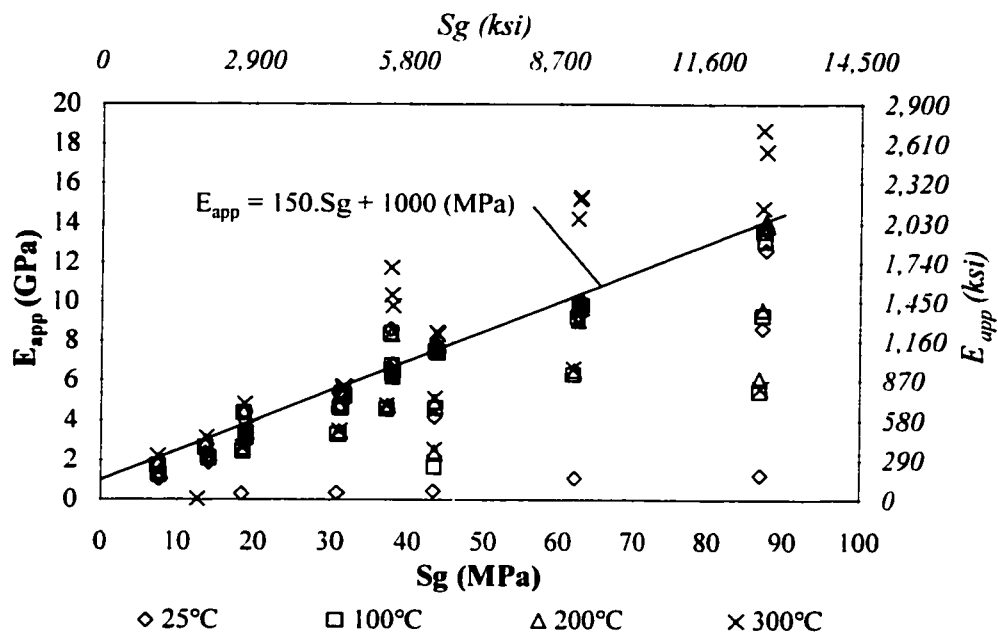 Sg (ksi)
0 2,900 5,800 8,700 11,600 14,500
20 2,900
18 2,610
16 2,320
14 2,030
12 1,740
10 1,450
8 1,160
6 870
4 580
2 290
0 0
E_app (GPa)
E_app = 150.Sg + 1000 (MPa)
E_app (ksi)
0 10 20 30 40 50 60 70 80 90 100
Sg (MPa)
◇ 25°C □ 100°C △ 200°C × 300°C